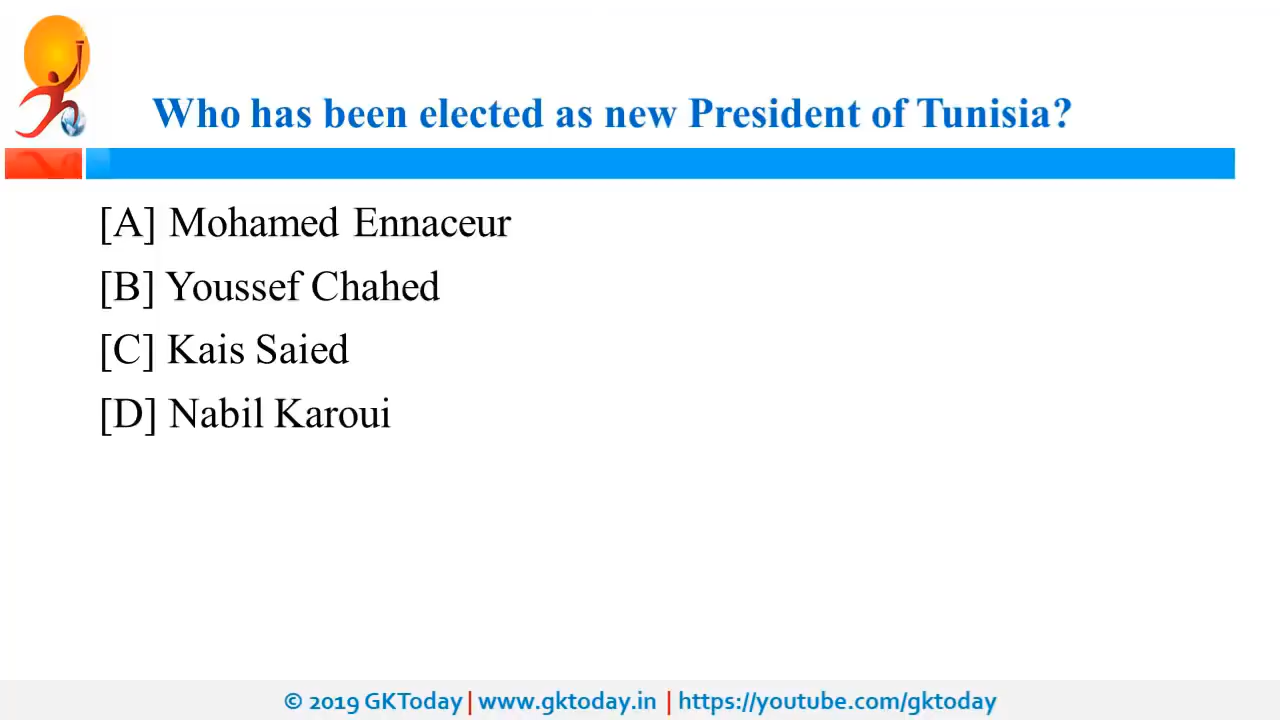 Who has been elected as new President of Tunisia?
[A] Mohamed Ennaceur
[B] Youssef Chahed
[C] Kais Saied
[D] Nabil Karoui
© 2019 GKToday | www.gktoday.in | https://youtube.com/gktoday